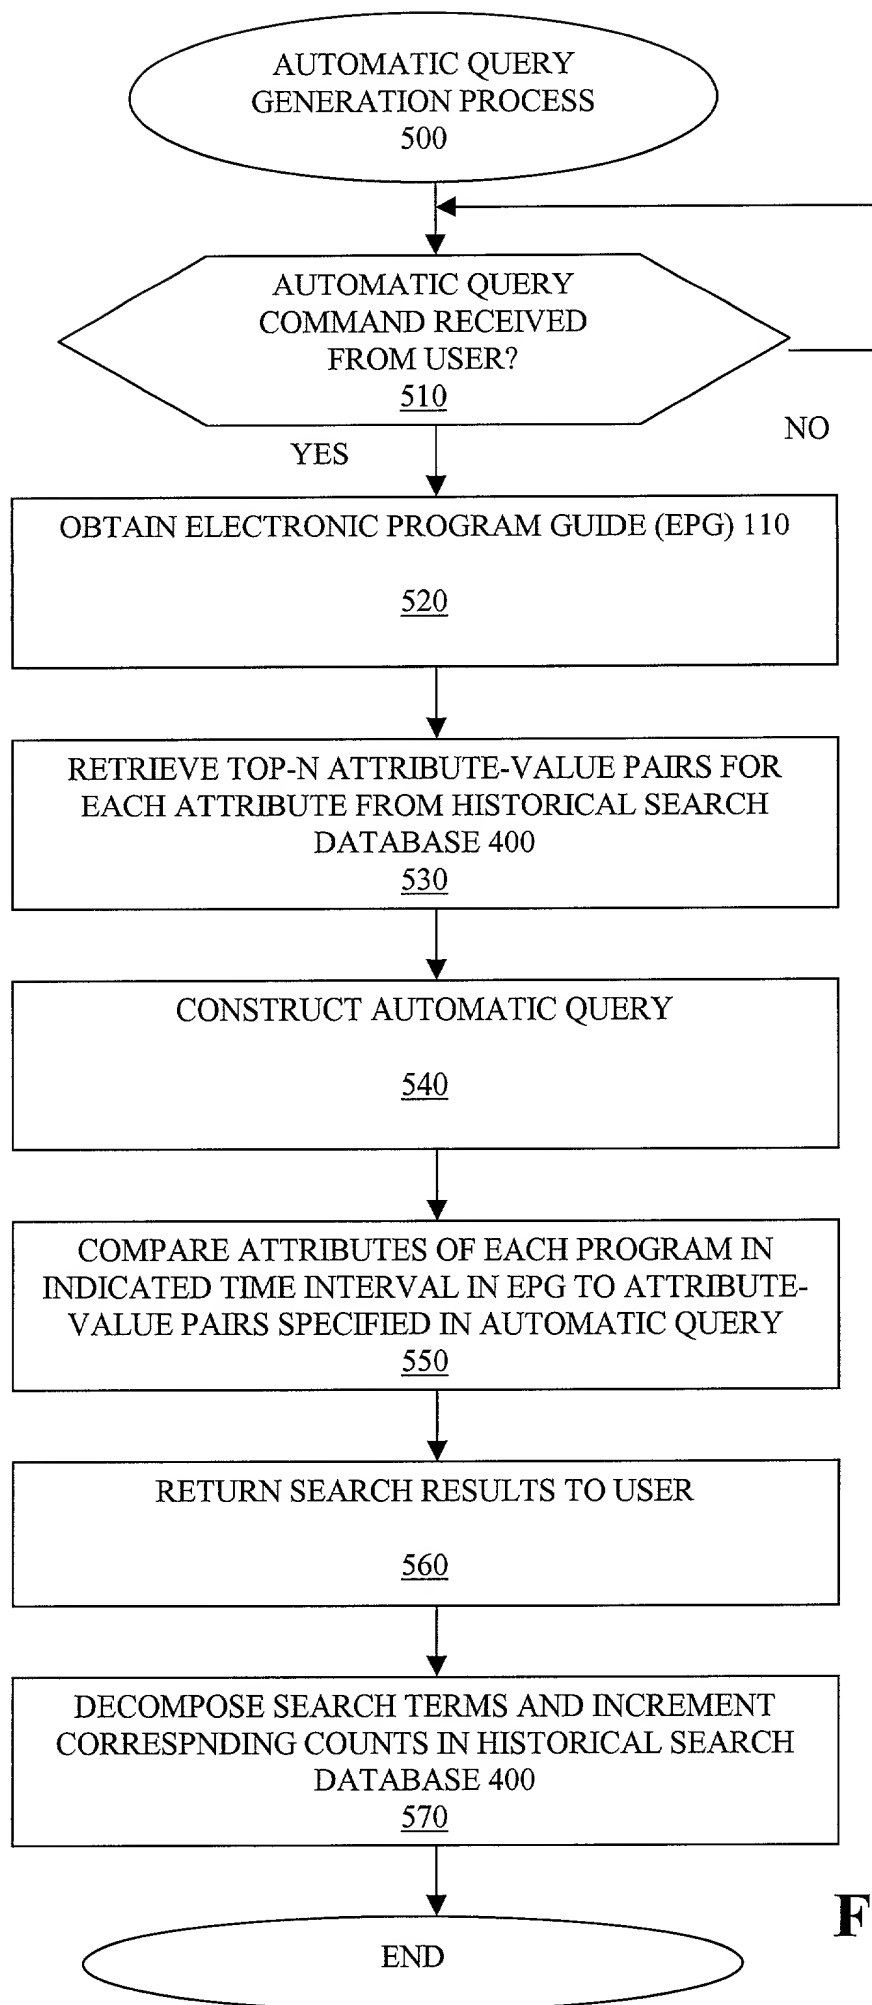 AUTOMATIC QUERY
GENERATION PROCESS
500
AUTOMATIC QUERY
COMMAND RECEIVED
FROM USER?
510
NO
YES
OBTAIN ELECTRONIC PROGRAM GUIDE (EPG) 110
520
RETRIEVE TOP-N ATTRIBUTE-VALUE PAIRS FOR
EACH ATTRIBUTE FROM HISTORICAL SEARCH
DATABASE 400
530
CONSTRUCT AUTOMATIC QUERY
540
COMPARE ATTRIBUTES OF EACH PROGRAM IN
INDICATED TIME INTERVAL IN EPG TO ATTRIBUTE-
VALUE PAIRS SPECIFIED IN AUTOMATIC QUERY
550
RETURN SEARCH RESULTS TO USER
560
DECOMPOSE SEARCH TERMS AND INCREMENT
CORRESPNDING COUNTS IN HISTORICAL SEARCH
DATABASE 400
570
F
END